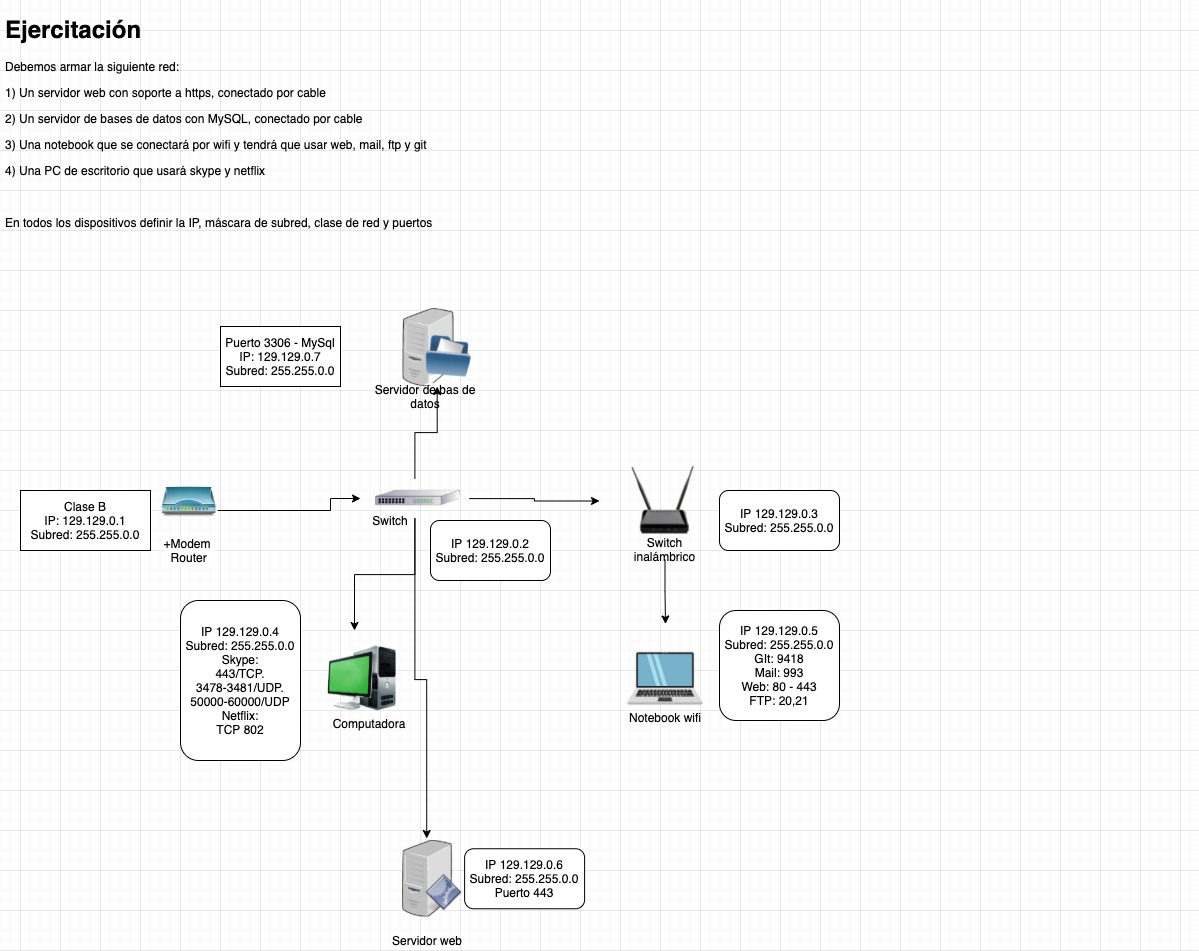 Ejercitación
Debemos armar la siguiente red:
1) Un servidor web con soporte a https, conectado por cable
2) Un servidor de bases de datos con MySQL, conectado por cable
3) Una notebook que se conectará por wifi y tendrá que usar web, mail, ftp y git
4) Una PC de escritorio que usará skype y netflix
En todos los dispositivos definir la IP, máscara de subred, clase de red y puertos
Puerto 3306 - MySql
IP: 129.129.0.7
Subred: 255.255.0.0
Servidor de bas de
datos
Clase B
IP: 129.129.0.1
Subred: 255.255.0.0
+Modem
Router
Switch
IP 129.129.0.2
Subred: 255.255.0.0
Switch
inalámbrico
IP 129.129.0.3
Subred: 255.255.0.0
IP 129.129.0.4
Subred: 255.255.0.0
Skype:
443/TCP.
3478-3481/UDP.
50000-60000/UDP
Netflix:
TCP 802
Computadora
Notebook wifi
IP 129.129.0.5
Subred: 255.255.0.0
GIt: 9418
Mail: 993
Web: 80 - 443
FTP: 20,21
IP 129.129.0.6
Subred: 255.255.0.0
Puerto 443
Servidor web